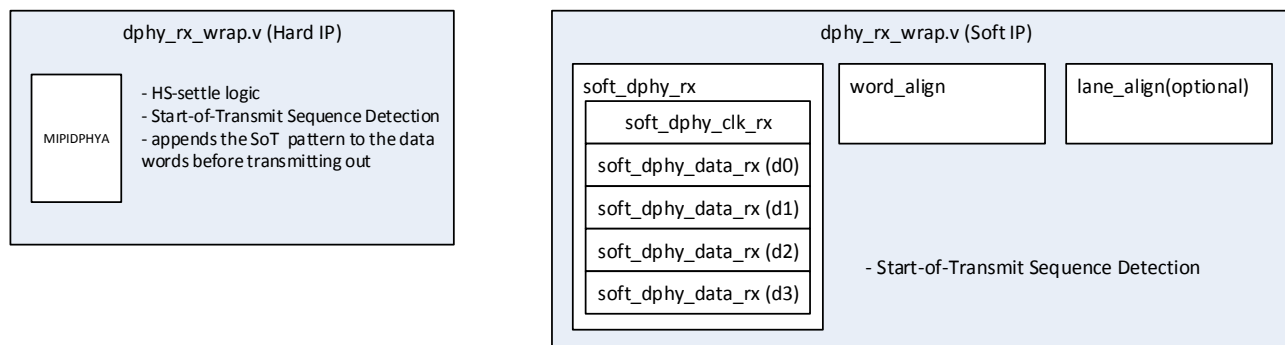 dphy_rx_wrap.v (Hard IP)
MIPIDPHYA
- HS-settle logic
- Start-of-Transmit Sequence Detection
- appends the SoT pattern to the data
words before transmitting out
dphy_rx_wrap.v (Soft IP)
soft_dphy_rx
soft_dphy_clk_rx
soft_dphy_data_rx (d0)
soft_dphy_data_rx (d1)
soft_dphy_data_rx (d2)
soft_dphy_data_rx (d3)
word_align
lane_align(optional)
- Start-of-Transmit Sequence Detection